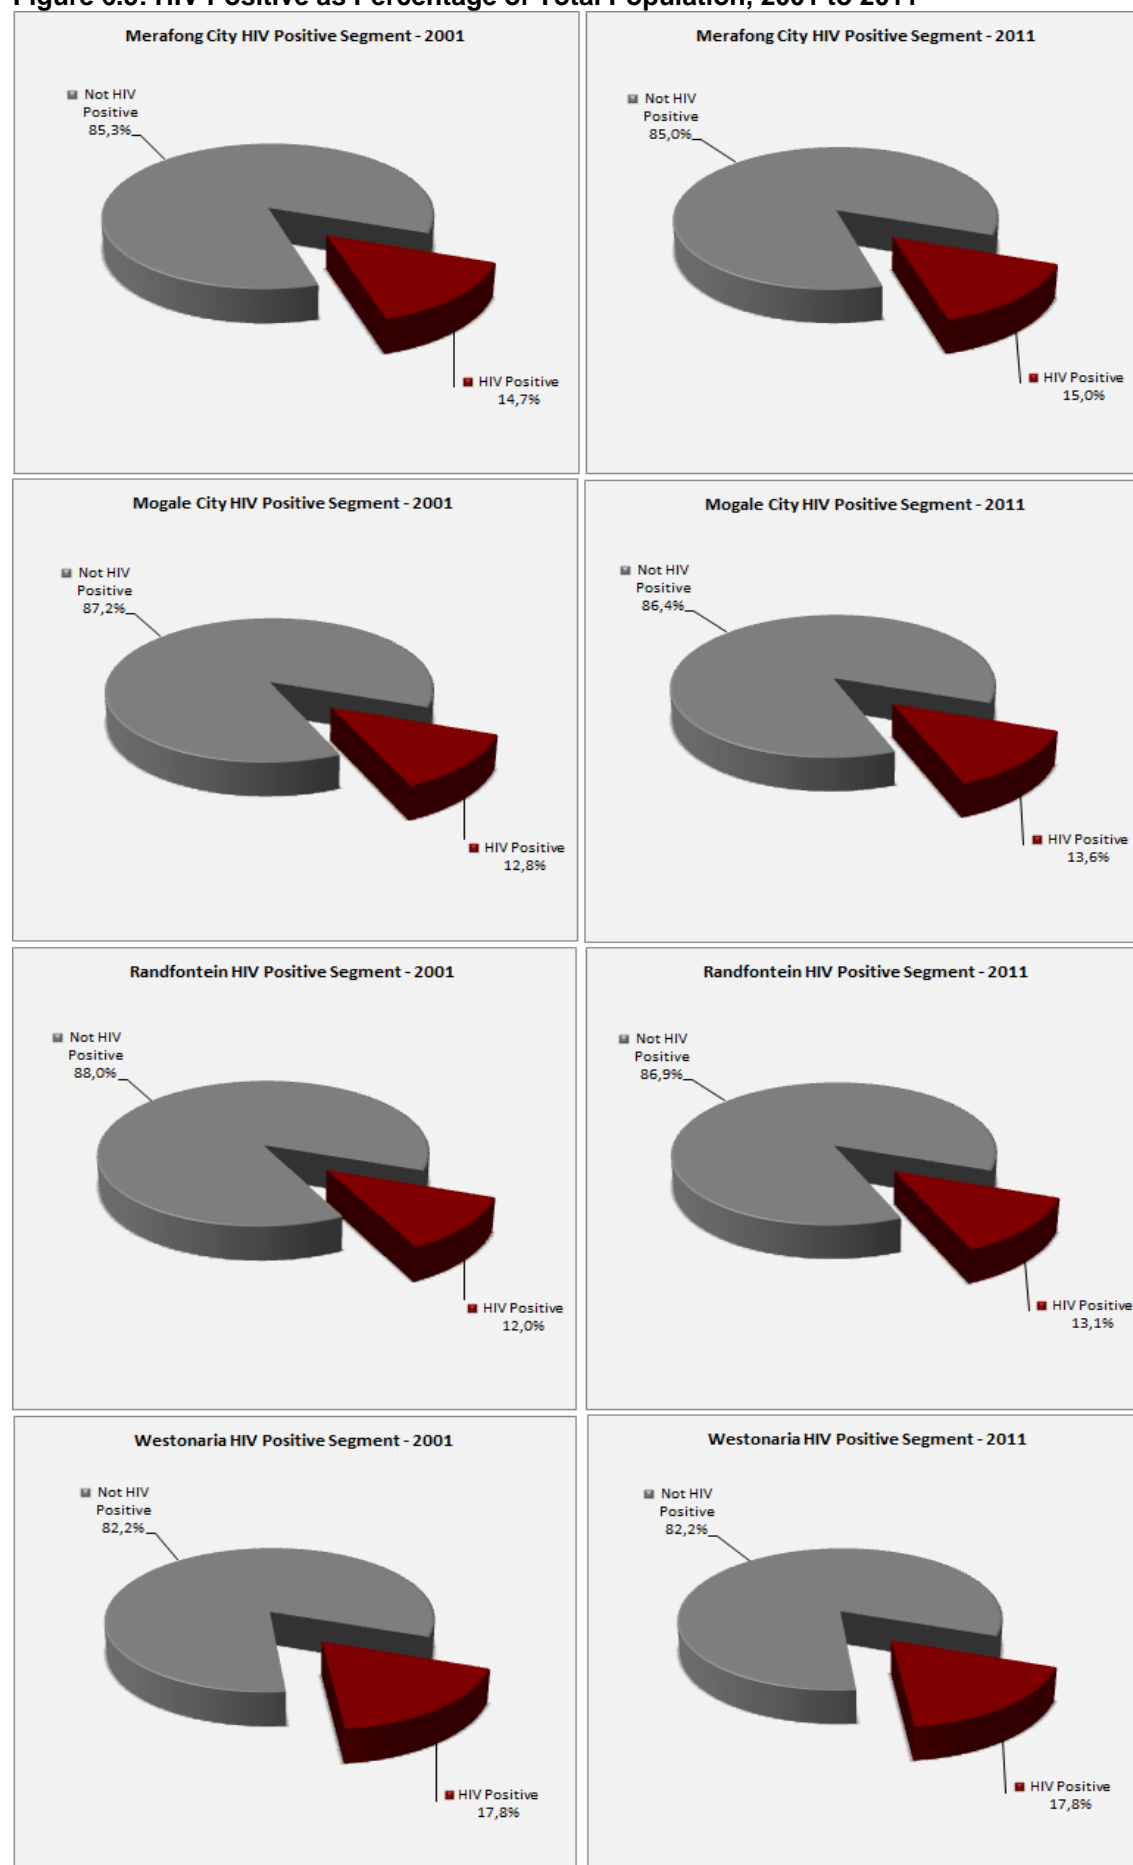 Figure 6.3: HIV Positive as Percentage of Total Population, 2001 to 2011
Merafong City HIV Positive Segment - 2001
Not HIV
Positive
85,3%
HIV Positive
14,7%
Merafong City HIV Positive Segment - 2011
Not HIV
Positive
85,0%
HIV Positive
15,0%
Mogale City HIV Positive Segment - 2001
Not HIV
Positive
87,2%
HIV Positive
12,8%
Mogale City HIV Positive Segment - 2011
Not HIV
Positive
86,4%
HIV Positive
13,6%
Randfontein HIV Positive Segment - 2001
Not HIV
Positive
88,0%
HIV Positive
12,0%
Randfontein HIV Positive Segment - 2011
Not HIV
Positive
86,9%
HIV Positive
13,1%
Westonaria HIV Positive Segment - 2001
Not HIV
Positive
82,2%
HIV Positive
17,8%
Westonaria HIV Positive Segment - 2011
Not HIV
Positive
82,2%
HIV Positive
17,8%